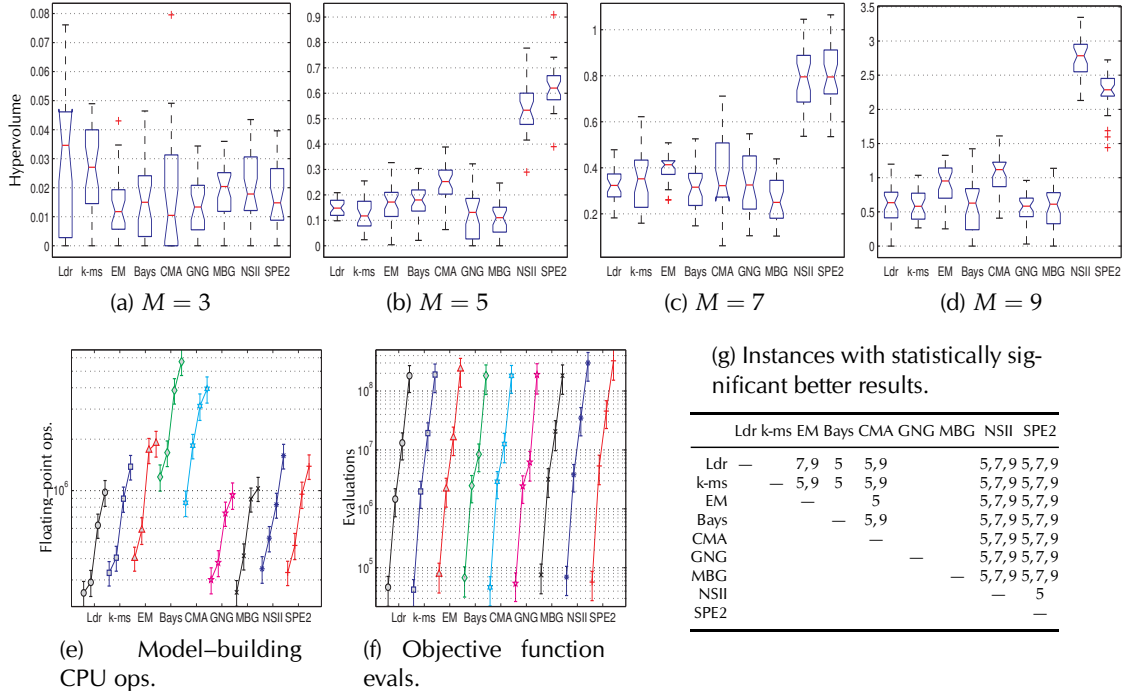 Hypervolume
0.08
0.07
0.06
0.05
0.04
0.03
0.02
0.01
0
Ldr k-ms EM Bays CMA GNG MBG NSII SPE2
(a) M = 3
0.9
0.8
0.7
0.6
0.5
0.4
0.3
0.2
0.1
0
Ldr k-ms EM Bays CMA GNG MBG NSII SPE2
(b) M = 5
1
0.8
0.6
0.4
0.2
Ldr k-ms EM Bays CMA GNG MBG NSII SPE2
(c) M = 7
3.5
3
2.5
2
1.5
1
0.5
0
Ldr k-ms EM Bays CMA GNG MBG NSII SPE2
(d) M = 9
Floating-point ops.
10^6
Ldr k-ms EM Bays CMA GNG MBG NSII SPE2
(e) Model–building
CPU ops.
Evaluations
10^8
10^7
10^6
10^5
Ldr k-ms EM Bays CMA GNG MBG NSII SPE2
(f) Objective function
evals.
(g) Instances with statistically sig-
nificant better results.
Ldr k-ms EM Bays CMA GNG MBG NSII SPE2
Ldr — 7,9 5 5,9 5,7,9 5,7,9
k-ms — 5,9 5 5,9 5,7,9 5,7,9
EM — 5 5,7,9 5,7,9
Bays — 5,9 5,7,9 5,7,9
CMA — 5,7,9 5,7,9
GNG — 5,7,9 5,7,9
MBG — 5,7,9 5,7,9
NSII — 5
SPE2 —